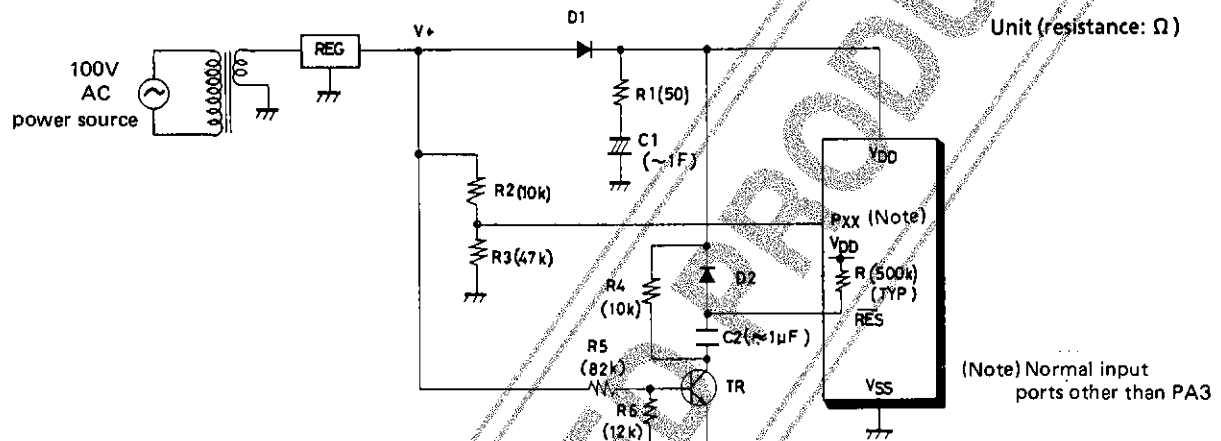 Unit (resistance: Ω)
D1
V+
REG
100V
AC
power source
R1(50)
C1
(~1F)
VDD
R2(10k)
PXX (Note)
VDD
R3(47k)
R(500k)
(TYP)
R4
(10k)
D2
RES
C2(≈1μF)
R5
(82k)
TR
R6
(12k)
VSS
(Note) Normal input
ports other than PA3